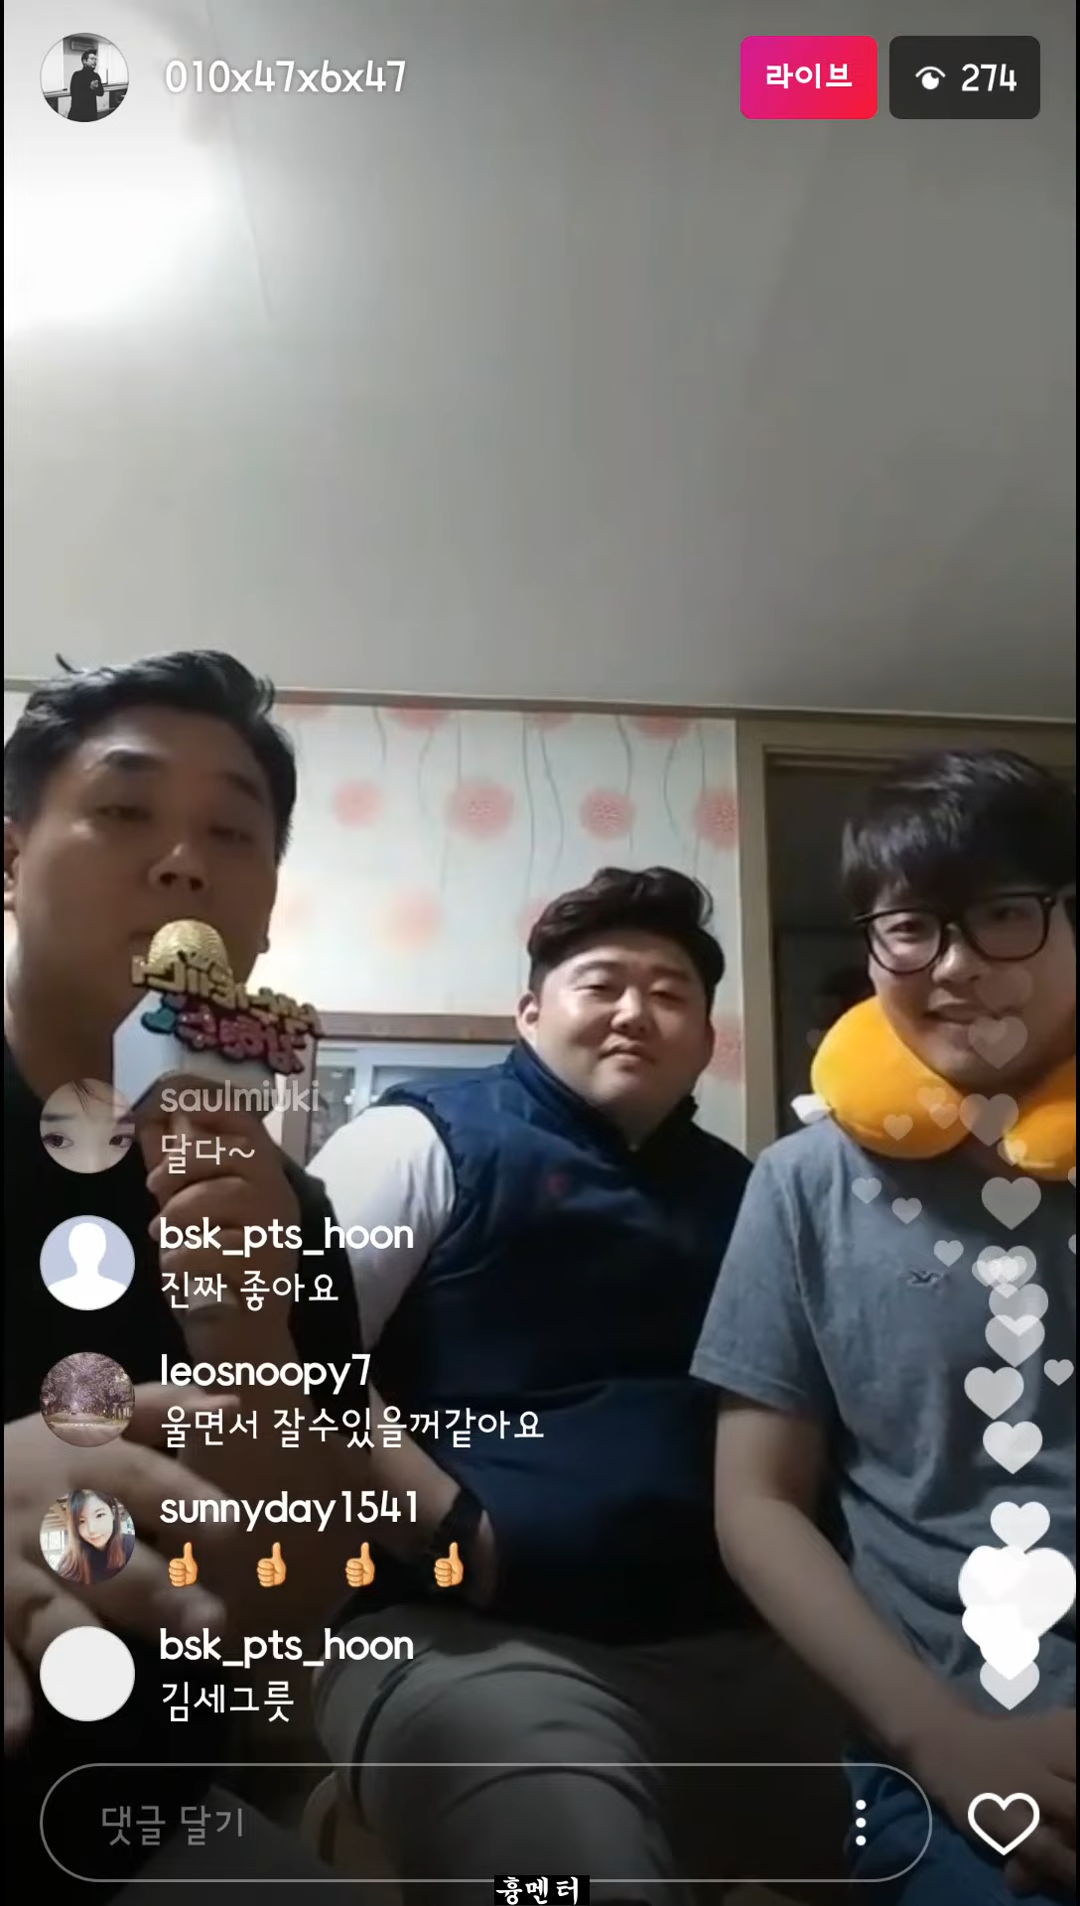 010x47x6x47
라이브
274
saulmiuki
달다~
bsk_pts_hoon
진짜 좋아요
leosnoopy7
울면서 잘수있을꺼같아요
sunnyday1541
bsk_pts_hoon
김세그릇
댓글 달기
흉멘터